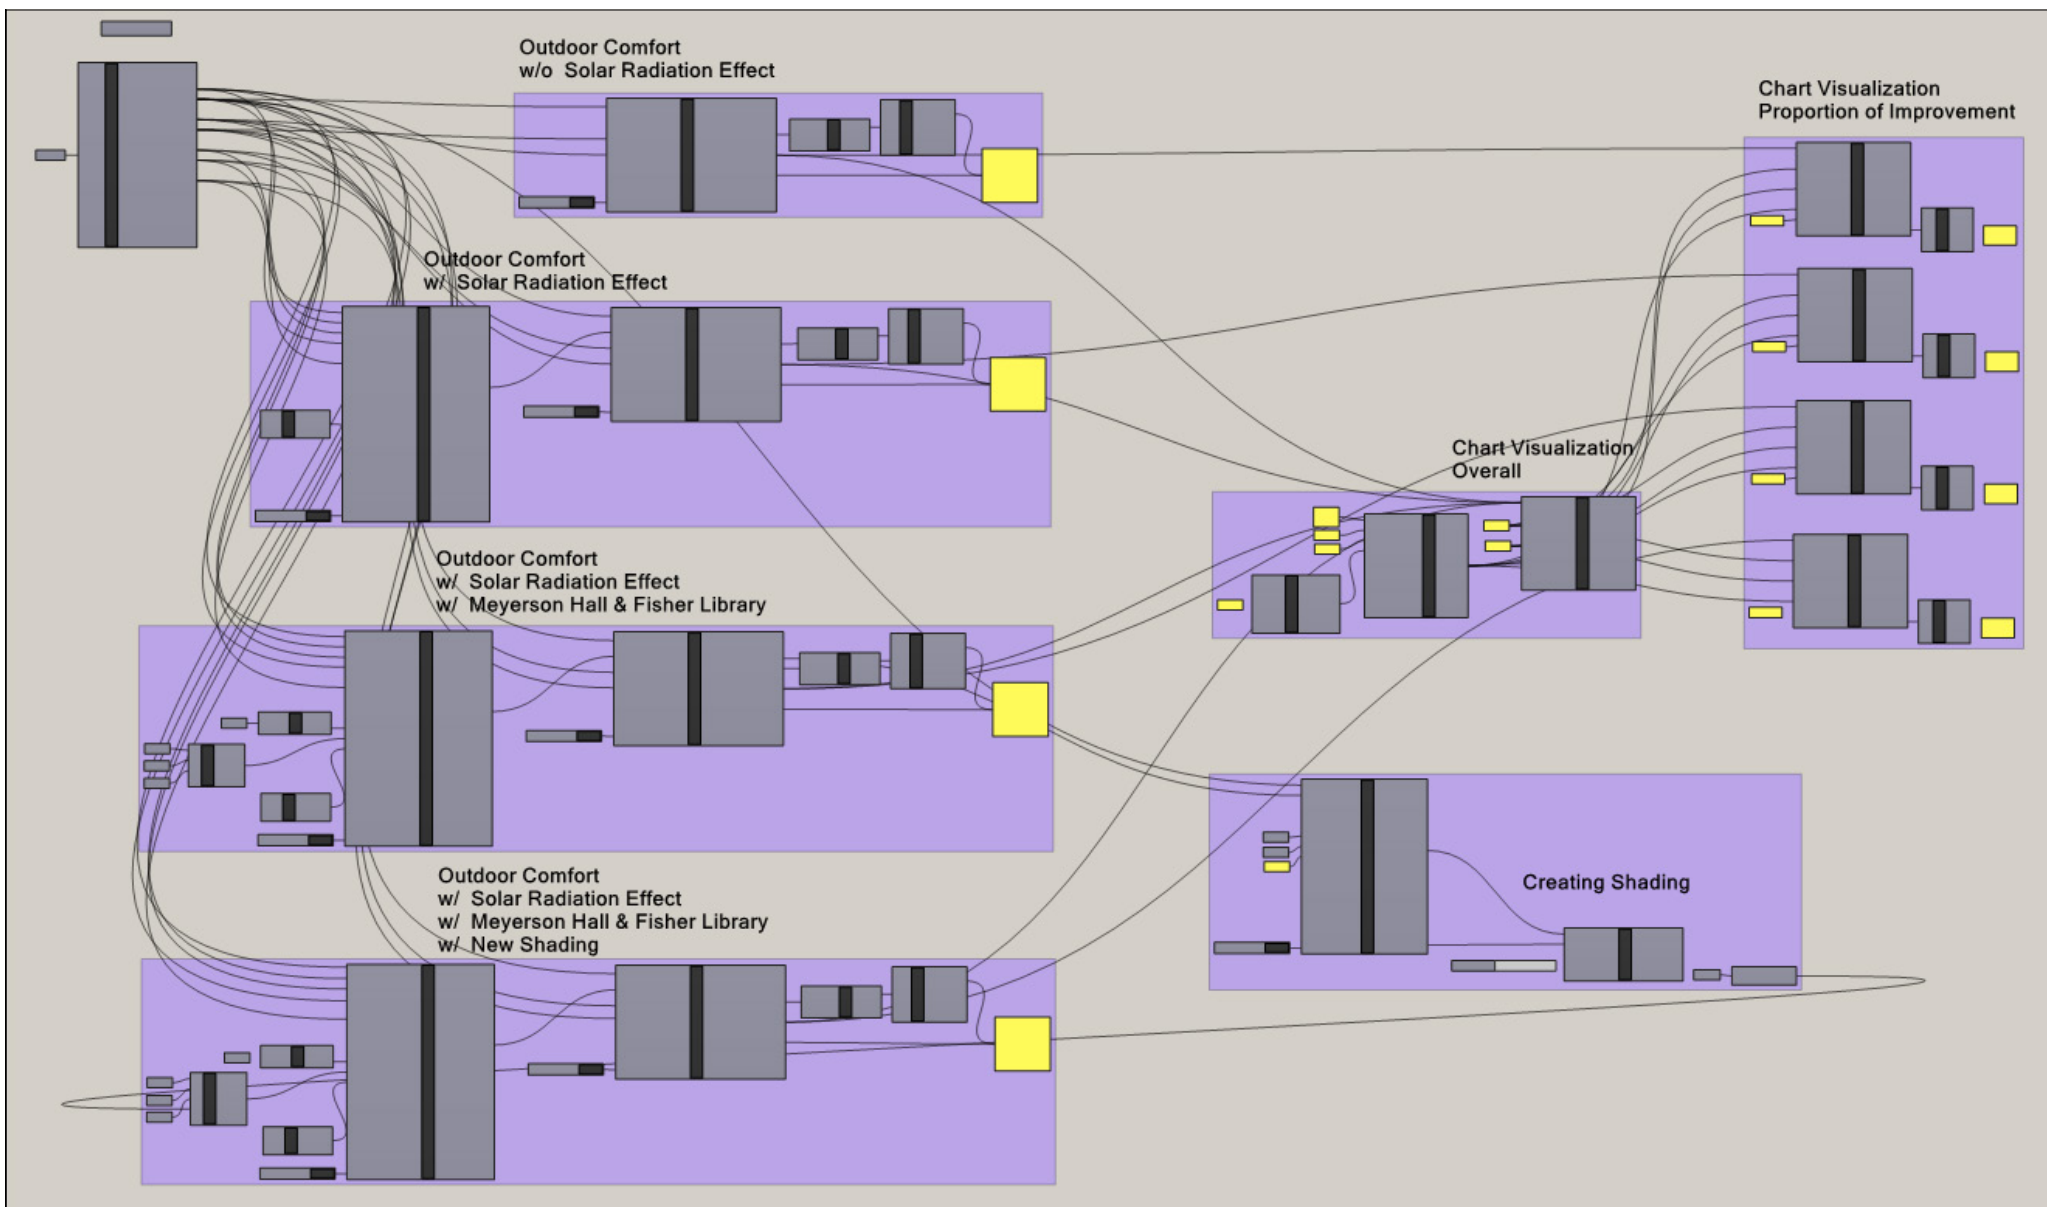 Outdoor Comfort
w/o  Solar Radiation Effect
Chart Visualization
Proportion of Improvement
Outdoor Comfort
w/  Solar Radiation Effect
Chart Visualization
Overall
Outdoor Comfort
w/  Solar Radiation Effect
w/  Meyerson Hall & Fisher Library
Outdoor Comfort
w/  Solar Radiation Effect
w/  Meyerson Hall & Fisher Library
w/  New Shading
Creating Shading